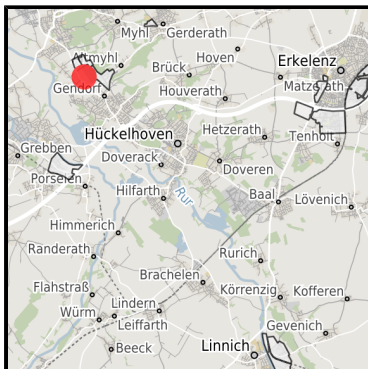 Myhl
Gerderath
Altmyhl
Hoven
Erkelenz
Brück
Gendorf
Houverath
Matzerath
Hückelhoven
Hetzerath
Tenholt
Grebben
Doverack
Doveren
Porselen
Hilfarth
Rur
Baal
Lövenich
Himmerich
Randerath
Rurich
Brachelen
Flahstraß
Körrenzig
Kofferen
Lindern
Würm
Leiffarth
Gevenich
Beeck
Linnich